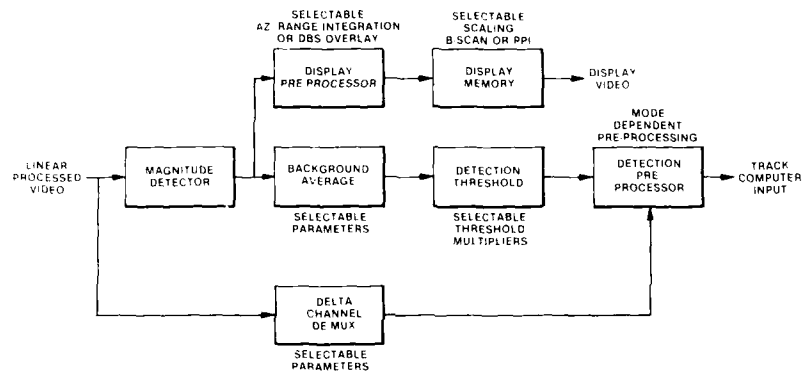 SELECTABLE
AZ/RANGE INTEGRATION
OR DBS OVERLAY
DISPLAY
PRE PROCESSOR
SELECTABLE
SCALING
B-SCAN OR PPI
DISPLAY
MEMORY
DISPLAY
VIDEO
LINEAR
PROCESSED
VIDEO
MAGNITUDE
DETECTOR
BACKGROUND
AVERAGE
SELECTABLE
PARAMETERS
DETECTION
THRESHOLD
SELECTABLE
THRESHOLD
MULTIPLIERS
MODE
DEPENDENT
PRE-PROCESSING
DETECTION
PRE
PROCESSOR
TRACK
COMPUTER
INPUT
DELTA
CHANNEL
DE MUX
SELECTABLE
PARAMETERS